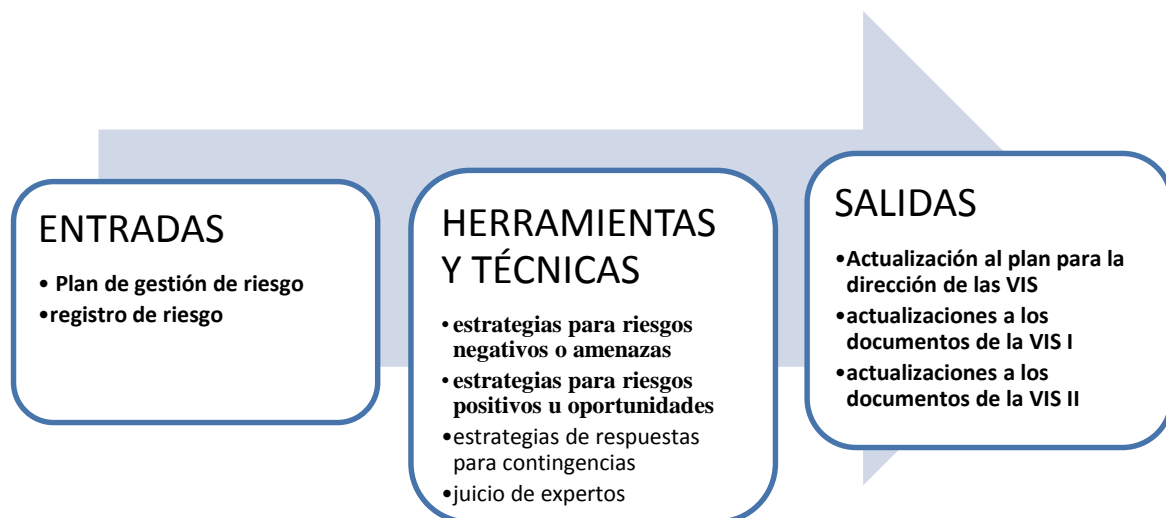 ENTRADAS
• Plan de gestión de riesgo
•registro de riesgo
HERRAMIENTAS
Y TÉCNICAS
• estrategias para riesgos
negativos o amenazas
• estrategias para riesgos
positivos u oportunidades
•estrategias de respuestas
para contingencias
•juicio de expertos
SALIDAS
•Actualización al plan para la
dirección de las VIS
•actualizaciones a los
documentos de la VIS I
•actualizaciones a los
documentos de la VIS II